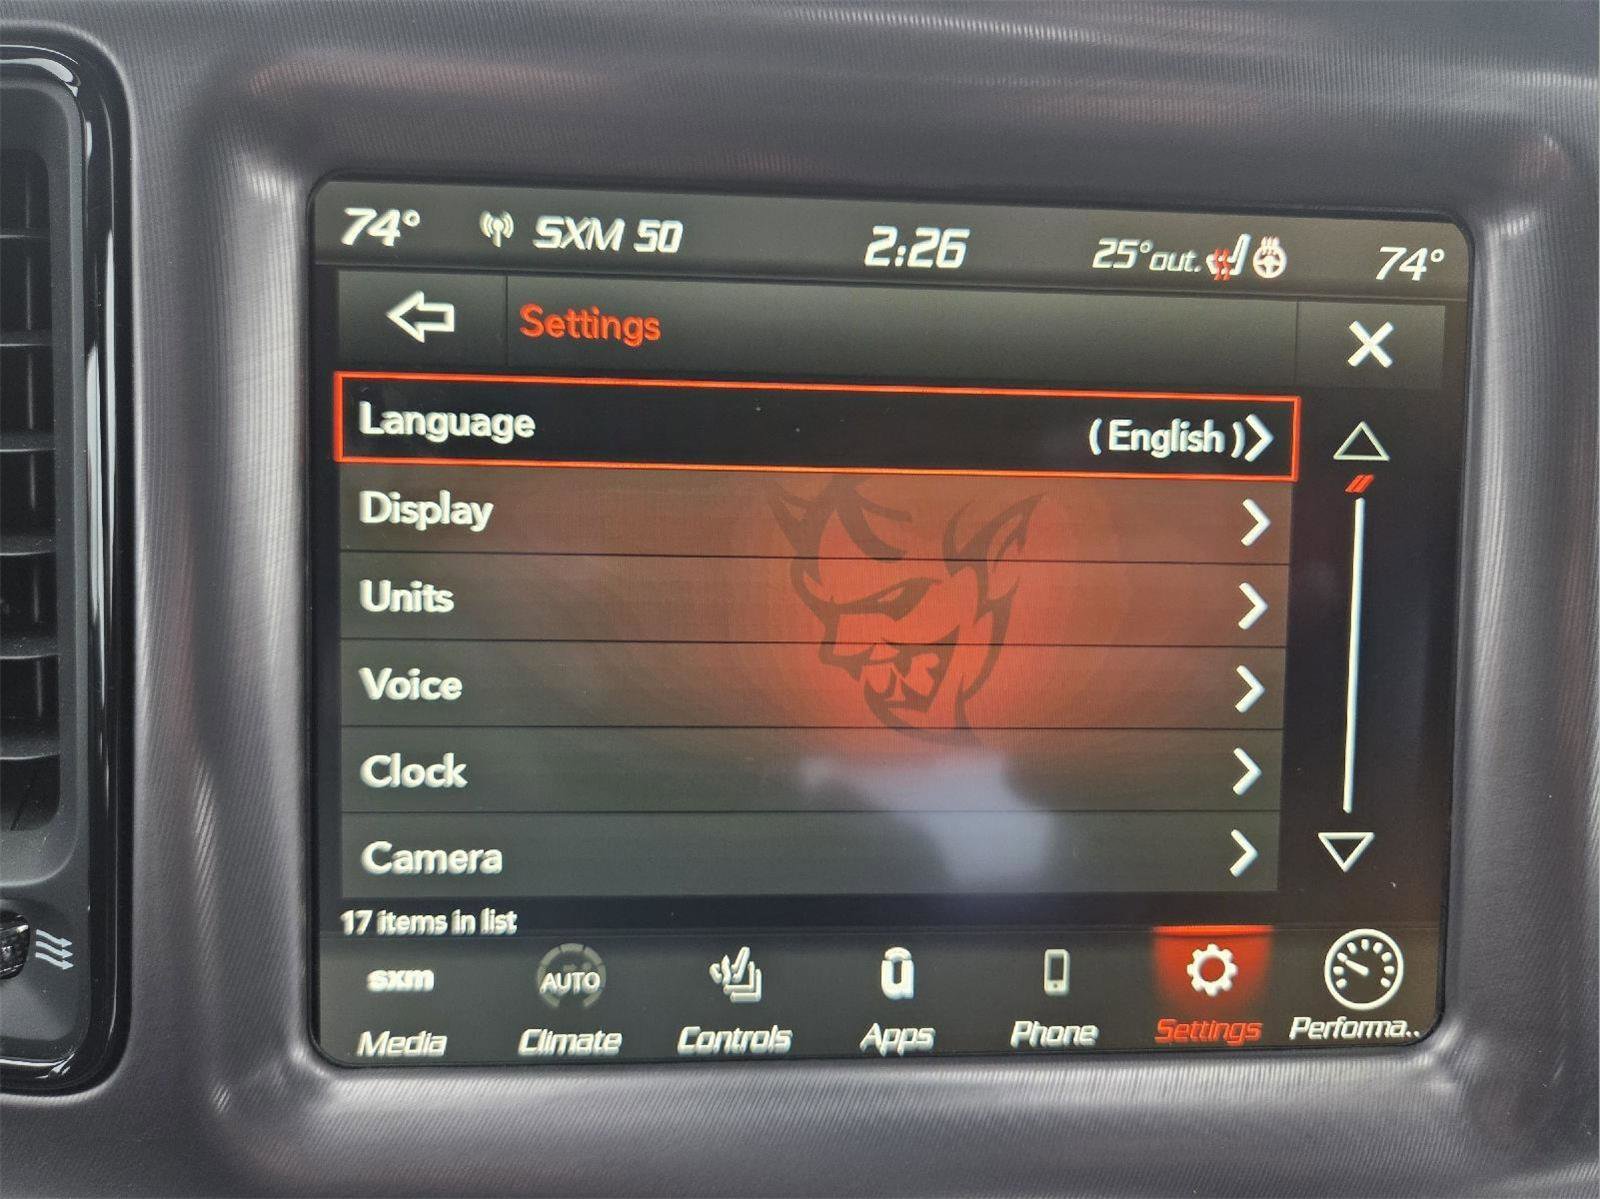 74° SXM 50 2:26 25°out. 74°
Settings
Language (English)
Display
Units
Voice
Clock
Camera
17 items in list
sxm AUTO u
Media Climate Controls Apps Phone Settings Performa..